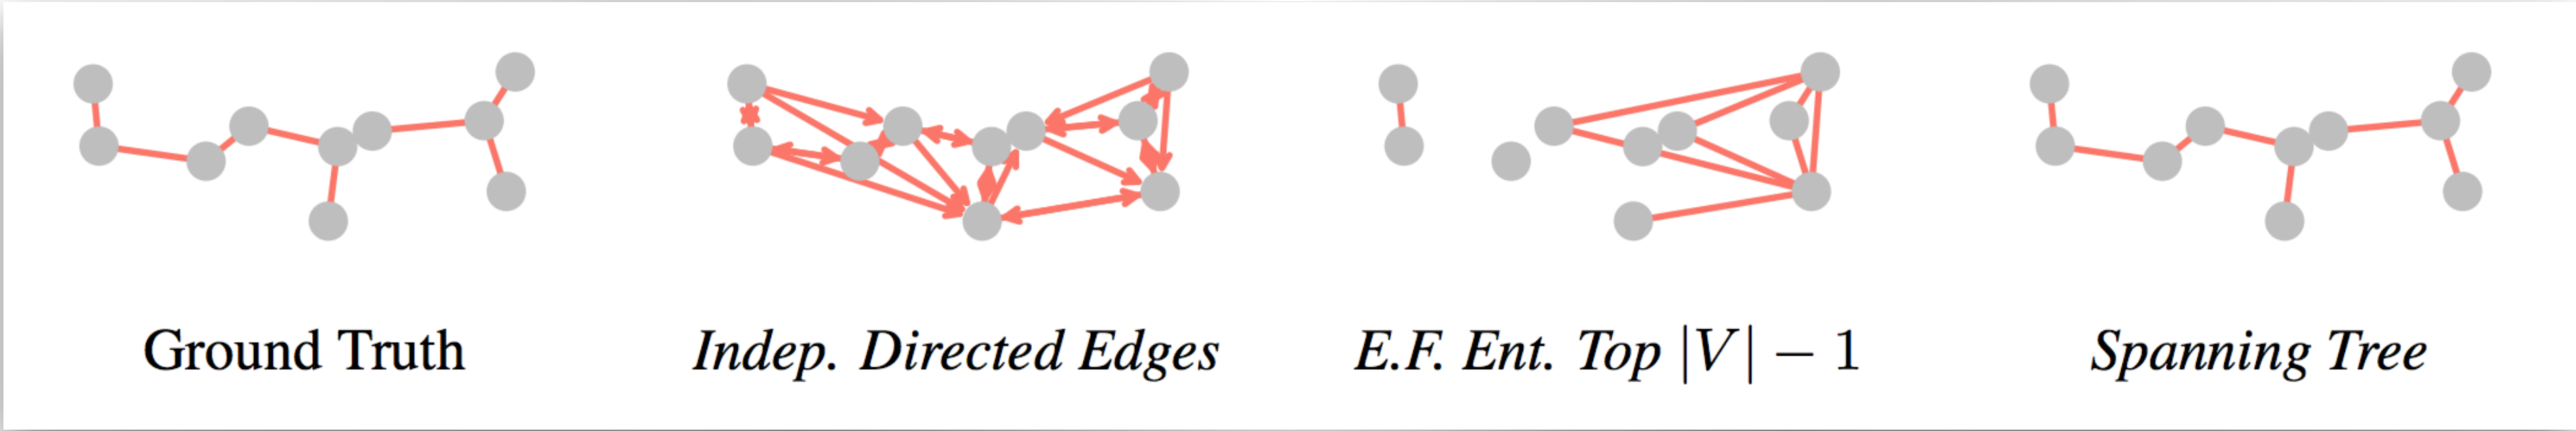 Ground Truth
Indep. Directed Edges
E.F. Ent. Top |V| − 1
Spanning Tree